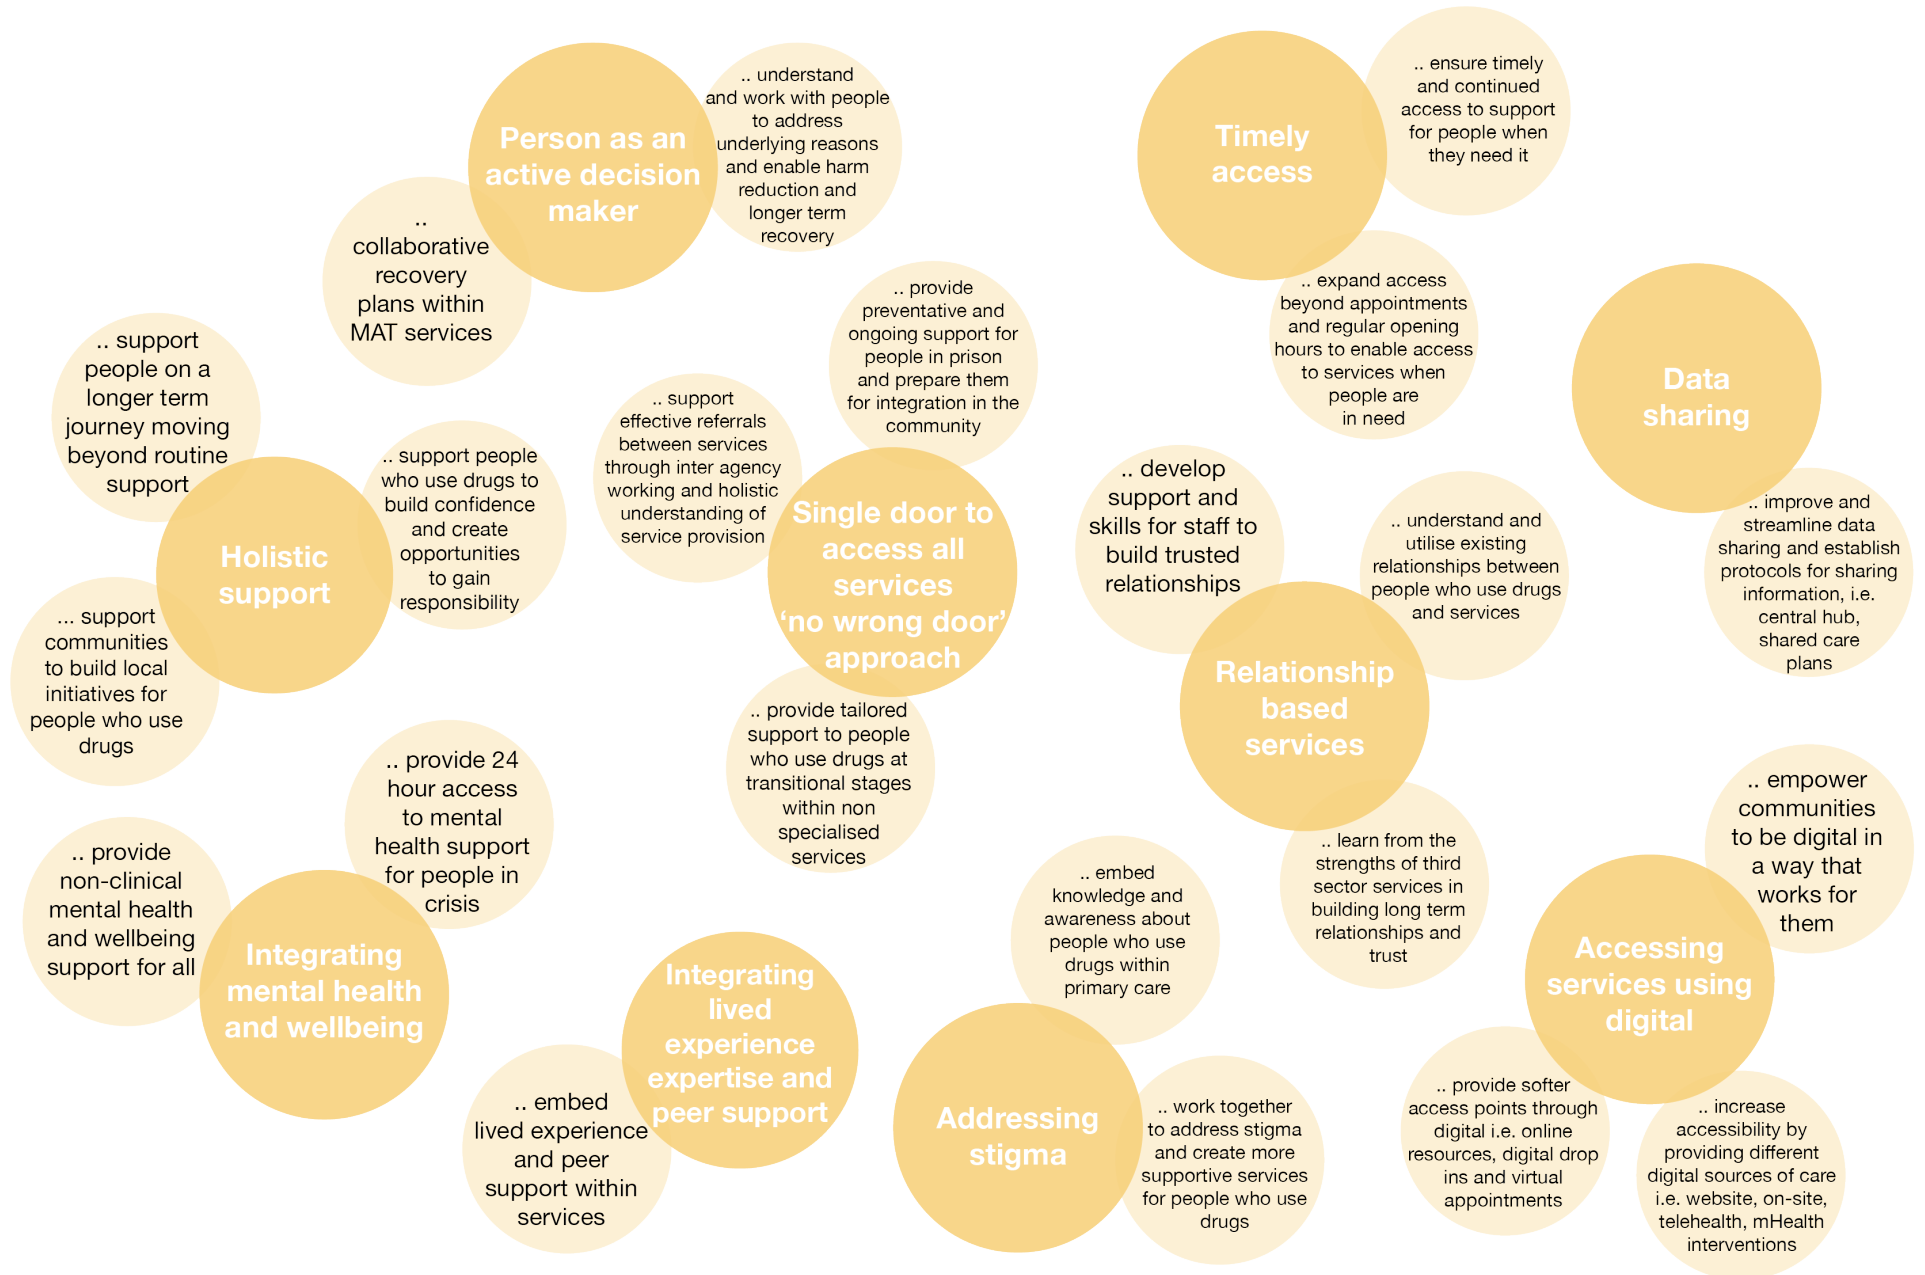 Person as an
active decision
maker
.. understand
and work with people
to address
underlying reasons
and enable harm
reduction and
longer term
recovery
..
collaborative
recovery
plans within
MAT services
Timely
access
.. ensure timely
and continued
access to support
for people when
they need it
.. expand access
beyond appointments
and regular opening
hours to enable access
to services when
people are
in need
Data
sharing
.. improve and
streamline data
sharing and establish
protocols for sharing
information, i.e.
central hub,
shared care
plans
Holistic
support
.. support
people on a
longer term
journey moving
beyond routine
support
.. support people
who use drugs to
build confidence
and create
opportunities
to gain
responsibility
... support
communities
to build local
initiatives for
people who use
drugs
Single door to
access all
services
‘no wrong door’
approach
.. provide
preventative and
ongoing support for
people in prison
and prepare them
for integration in the
community
.. support
effective referrals
between services
through inter agency
working and holistic
understanding of
service provision
.. provide tailored
support to people
who use drugs at
transitional stages
within non
specialised
services
Relationship
based
services
.. develop
support and
skills for staff to
build trusted
relationships
.. understand and
utilise existing
relationships between
people who use drugs
and services
.. learn from the
strengths of third
sector services in
building long term
relationships and
trust
Integrating
mental health
and wellbeing
.. provide 24
hour access
to mental
health support
for people in
crisis
.. provide
non-clinical
mental health
and wellbeing
support for all
Integrating
lived
experience
expertise and
peer support
.. embed
lived experience
and peer
support within
services
Addressing
stigma
.. embed
knowledge and
awareness about
people who use
drugs within
primary care
.. work together
to address stigma
and create more
supportive services
for people who use
drugs
Accessing
services using
digital
.. empower
communities
to be digital in
a way that
works for
them
.. provide softer
access points through
digital i.e. online
resources, digital drop
ins and virtual
appointments
.. increase
accessibility by
providing different
digital sources of care
i.e. website, on-site,
telehealth, mHealth
interventions